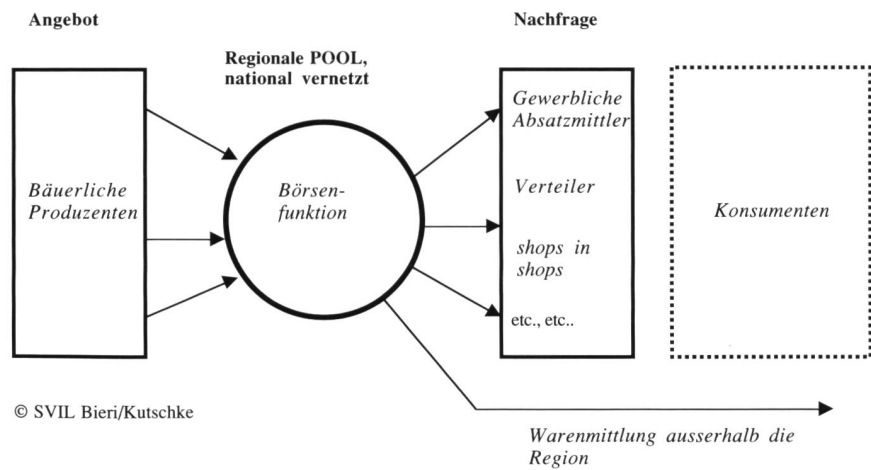 Angebot
Nachfrage
Regionale POOL,
national vernetzt
Bäuerliche
Produzenten
Börsen-
funktion
Gewerbliche
Absatzmittler
Verteiler
shops in
shops
etc., etc..
Konsumenten
© SVIL Bieri/Kutschke
Warenmittlung ausserhalb die
Region